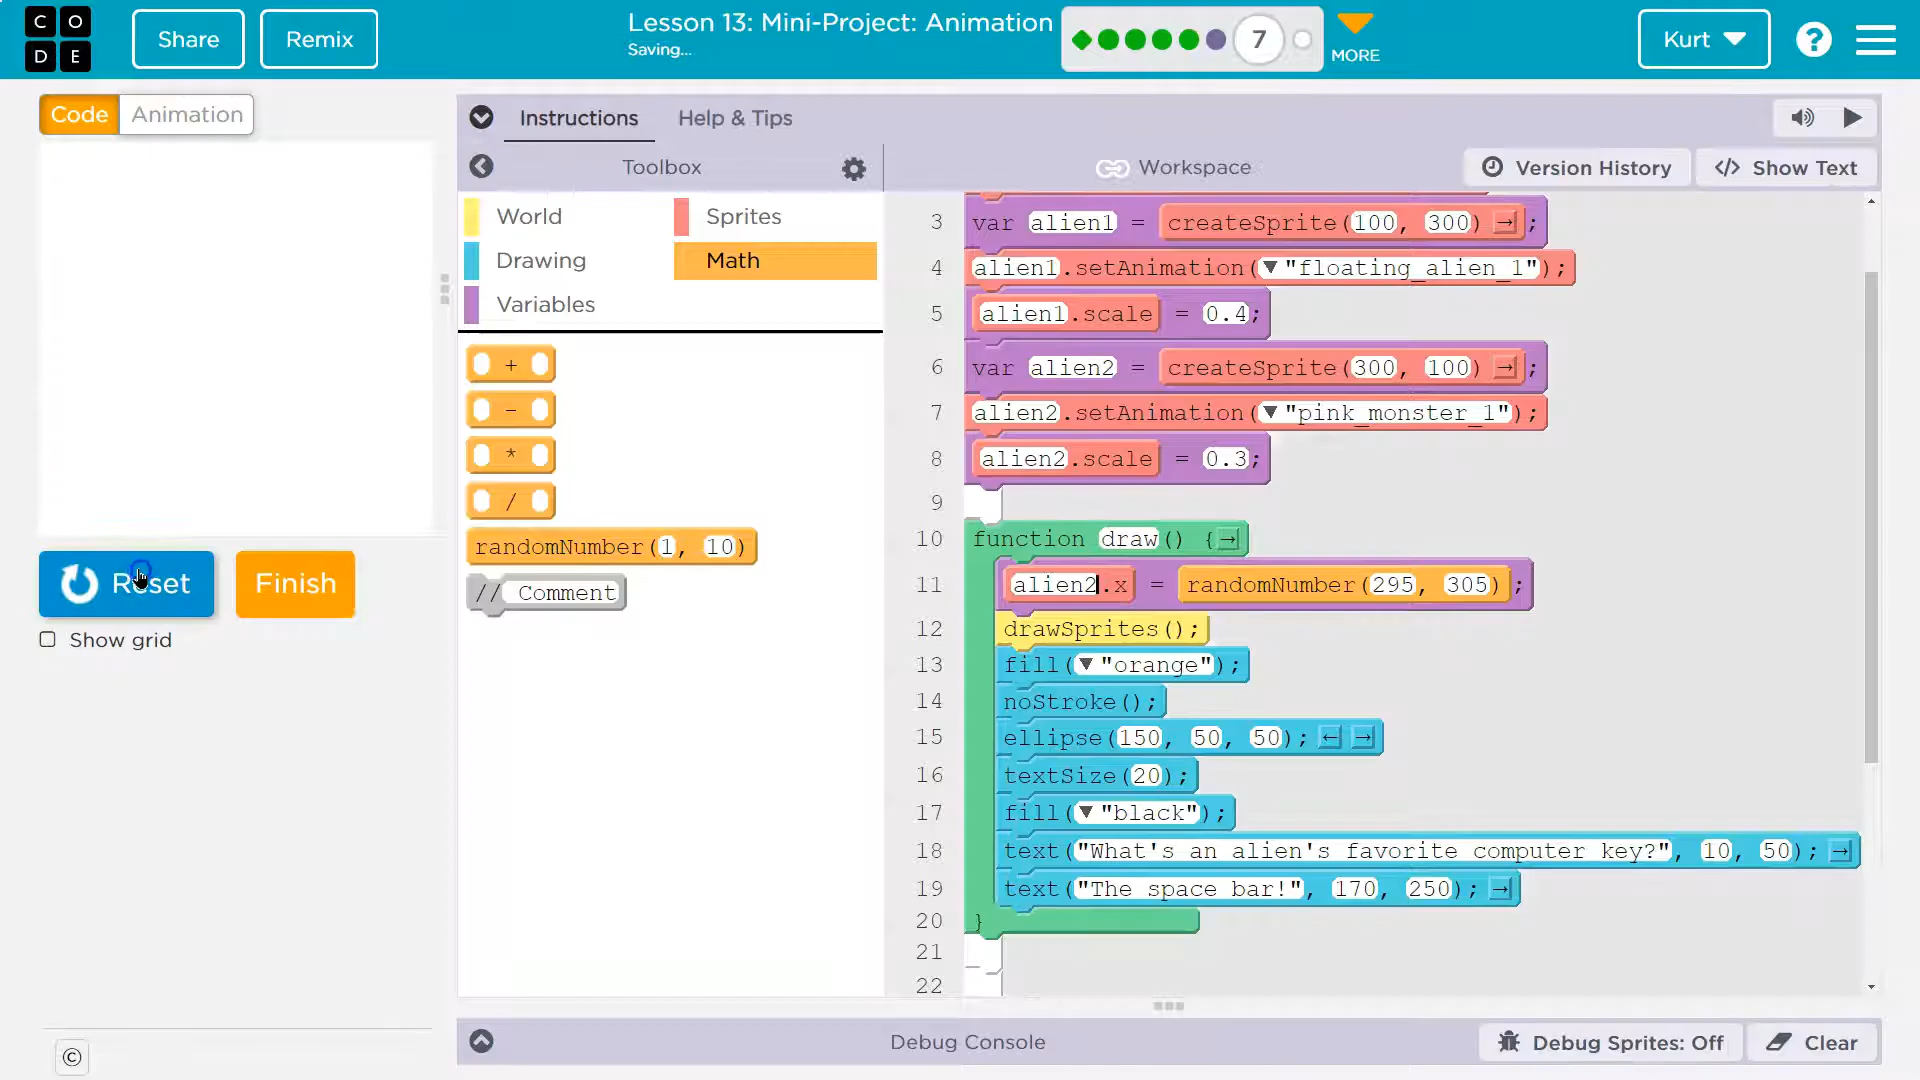 CO
DE
Share
Remix
Lesson 13: Mini-Project: Animation
Saving...
7
MORE
Kurt
?
Code
Animation
Instructions
Help & Tips
Toolbox
Workspace
Version History
</> Show Text
World
Sprites
Drawing
Math
Variables
+
-
*
/
randomNumber(1, 10)
// Comment
3 var alien1 = createSprite(100, 300);
4 alien1.setAnimation("floating_alien_1");
5 alien1.scale = 0.4;
6 var alien2 = createSprite(300, 100);
7 alien2.setAnimation("pink_monster_1");
8 alien2.scale = 0.3;
9
10 function draw() {
11 alien2.x = randomNumber(295, 305);
12 drawSprites();
13 fill("orange");
14 noStroke();
15 ellipse(150, 50, 50);
16 textSize(20);
17 fill("black");
18 text("What's an alien's favorite computer key?", 10, 50);
19 text("The space bar!", 170, 250);
20 }
21
22
Reset
Finish
Show grid
©
Debug Console
Debug Sprites: Off
Clear